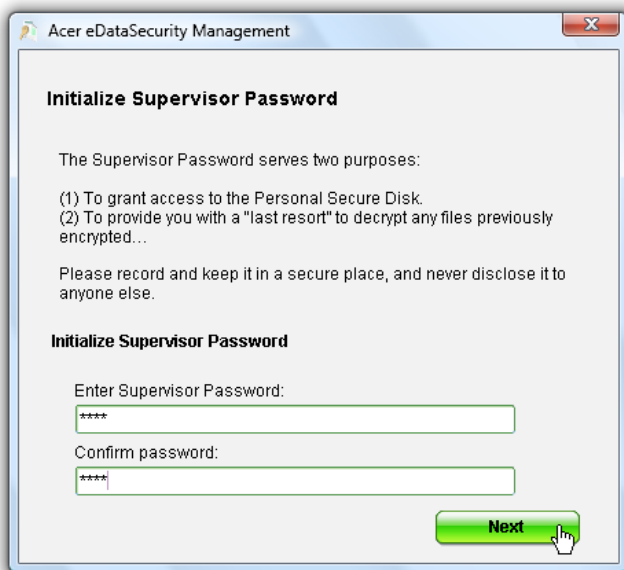 Acer eDataSecurity Management
Initialize Supervisor Password
The Supervisor Password serves two purposes:
(1) To grant access to the Personal Secure Disk.
(2) To provide you with a "last resort" to decrypt any files previously
encrypted...
Please record and keep it in a secure place, and never disclose it to
anyone else.
Initialize Supervisor Password
Enter Supervisor Password:
****
Confirm password:
****
Next